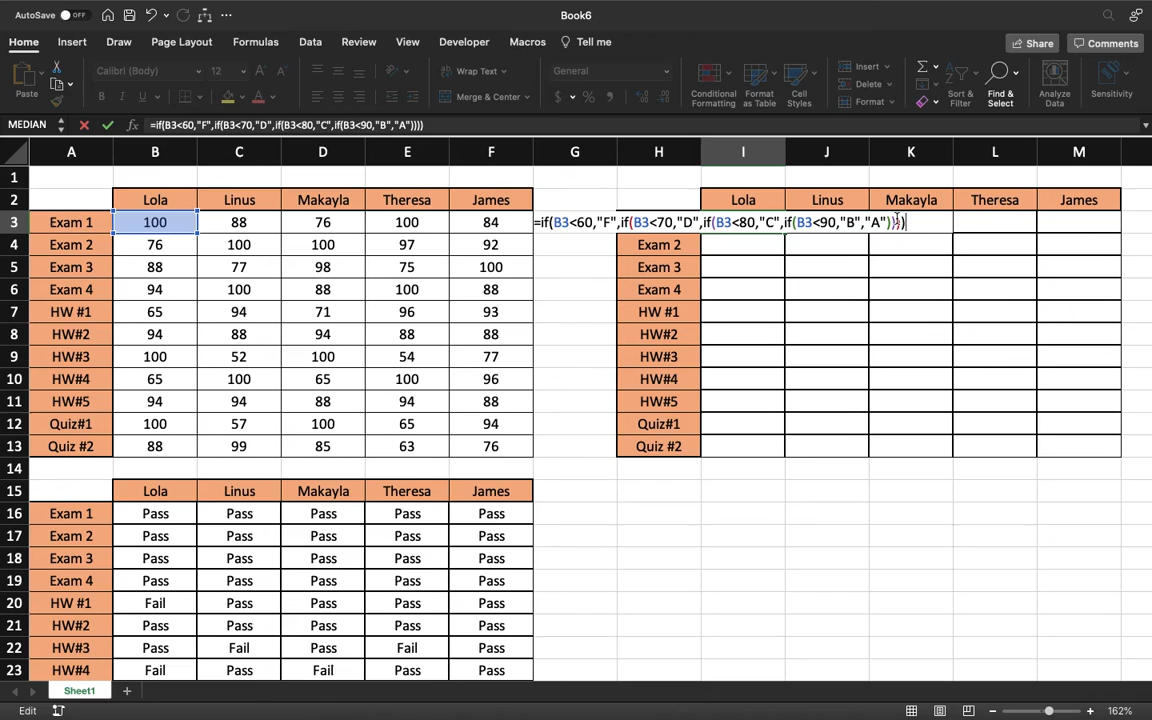 AutoSave OFF Book6
Home Insert Draw Page Layout Formulas Data Review View Developer Macros Tell me Share Comments
Paste Calibri (Body) 12 Wrap Text General Insert Conditional Formatting Format as Table Cell Styles Delete Sort & Filter Find & Select Analyze Data Sensitivity
B I U Merge & Center $ % Format
MEDIAN fx =if(B3<60,"F",if(B3<70,"D",if(B3<80,"C",if(B3<90,"B","A"))))
A B C D E F G H I J K L M
1
2 Lola Linus Makayla Theresa James Lola Linus Makayla Theresa James
3 Exam 1 100 88 76 100 84 =if(B3<60,"F",if(B3<70,"D",if(B3<80,"C",if(B3<90,"B","A"))))
4 Exam 2 76 100 100 97 92 Exam 2
5 Exam 3 88 77 98 75 100 Exam 3
6 Exam 4 94 100 88 100 88 Exam 4
7 HW #1 65 94 71 96 93 HW #1
8 HW#2 94 88 94 88 88 HW#2
9 HW#3 100 52 100 54 77 HW#3
10 HW#4 65 100 65 100 96 HW#4
11 HW#5 94 94 88 94 88 HW#5
12 Quiz#1 100 57 100 65 94 Quiz#1
13 Quiz #2 88 99 85 63 76 Quiz #2
14
15 Lola Linus Makayla Theresa James
16 Exam 1 Pass Pass Pass Pass Pass
17 Exam 2 Pass Pass Pass Pass Pass
18 Exam 3 Pass Pass Pass Pass Pass
19 Exam 4 Pass Pass Pass Pass Pass
20 HW #1 Fail Pass Pass Pass Pass
21 HW#2 Pass Pass Pass Pass Pass
22 HW#3 Pass Fail Pass Fail Pass
23 HW#4 Fail Pass Fail Pass Pass
Sheet1
Edit 162%